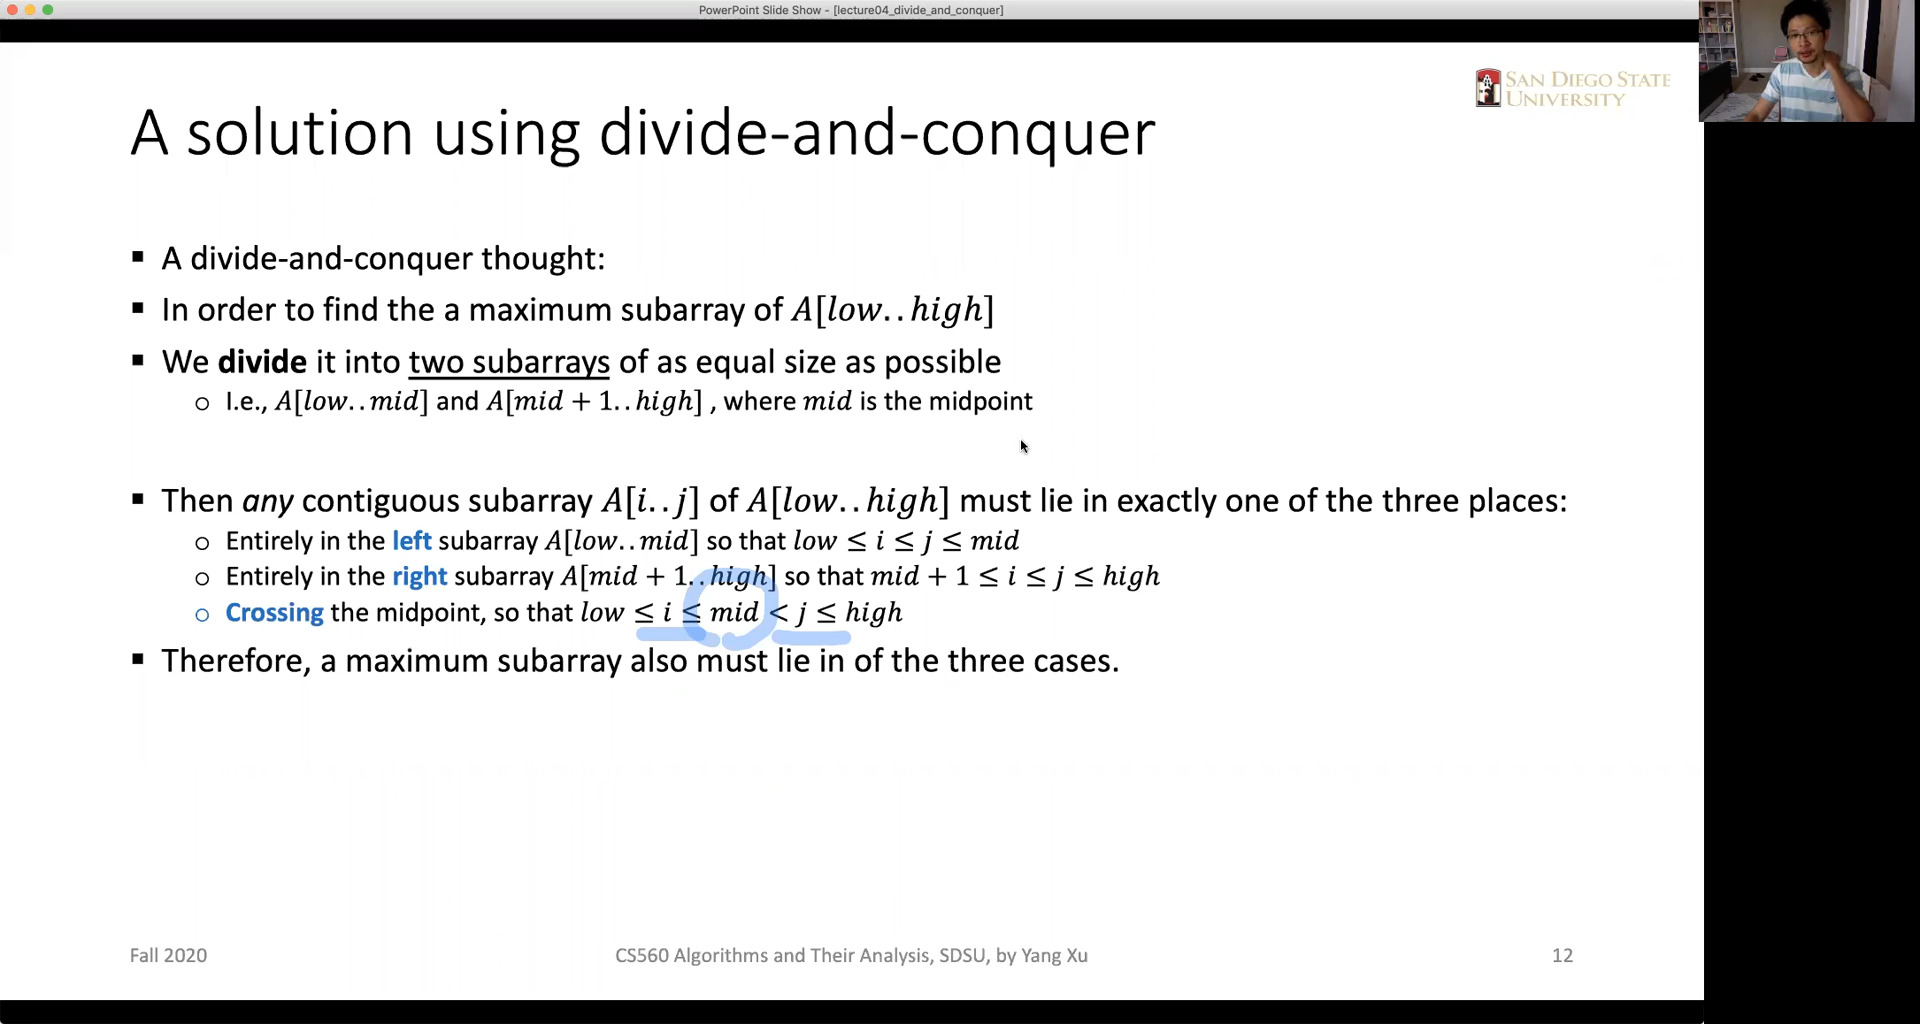 PowerPoint Slide Show - [lecture04_divide_and_conquer]
SAN DIEGO STATE
UNIVERSITY
A solution using divide-and-conquer
▪ A divide-and-conquer thought:
▪ In order to find the a maximum subarray of A[low..high]
▪ We divide it into two subarrays of as equal size as possible
o I.e., A[low..mid] and A[mid + 1..high] , where mid is the midpoint
▪ Then any contiguous subarray A[i..j] of A[low..high] must lie in exactly one of the three places:
o Entirely in the left subarray A[low..mid] so that low ≤ i ≤ j ≤ mid
o Entirely in the right subarray A[mid + 1..high] so that mid + 1 ≤ i ≤ j ≤ high
o Crossing the midpoint, so that low ≤ i ≤ mid < j ≤ high
▪ Therefore, a maximum subarray also must lie in of the three cases.
Fall 2020
CS560 Algorithms and Their Analysis, SDSU, by Yang Xu
12